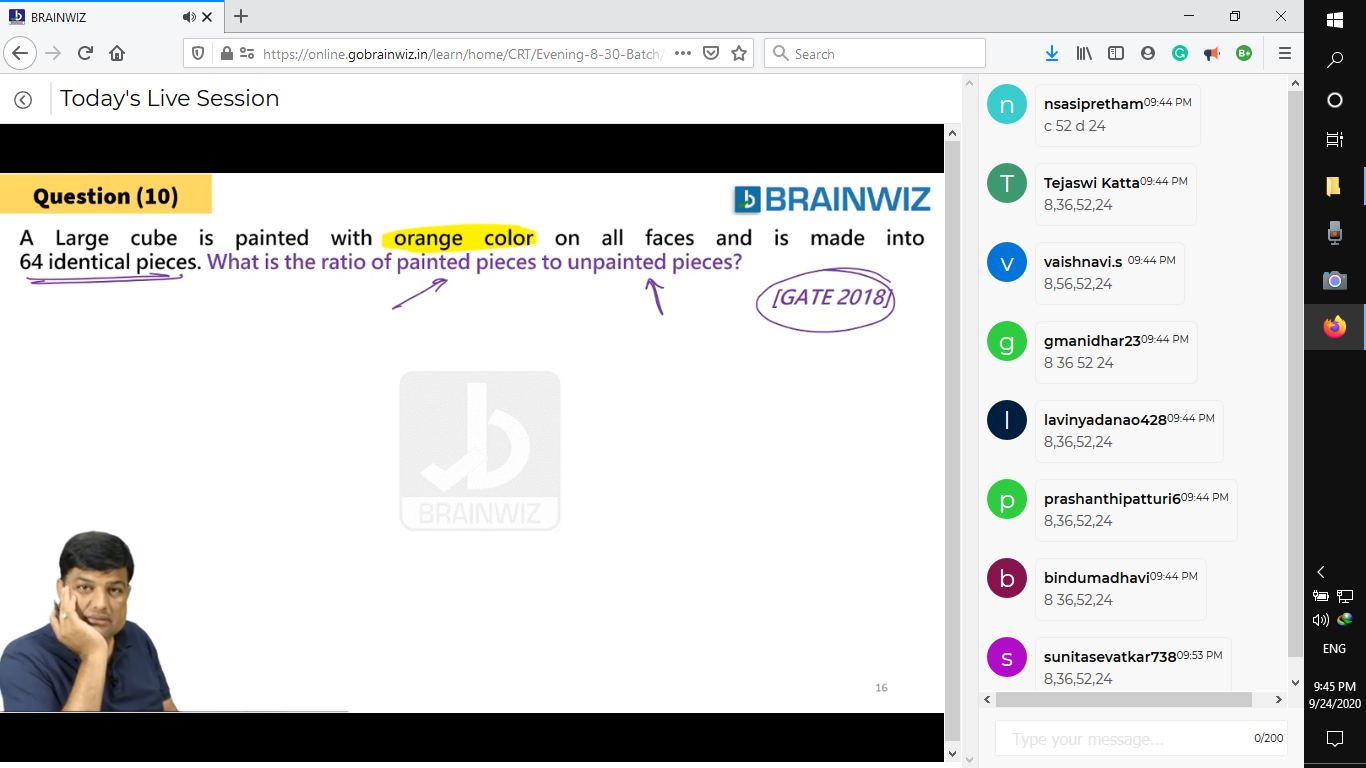 BRAINWIZ
https://online.gobrainwiz.in/learn/home/CRT/Evening-8-30-Batch/
Search
Today's Live Session
Question (10)
BRAINWIZ
A Large cube is painted with orange color on all faces and is made into
64 identical pieces. What is the ratio of painted pieces to unpainted pieces?
[GATE 2018]
BRAINWIZ
16
n
nsasipretham 09:44 PM
c 52 d 24
T
Tejaswi Katta 09:44 PM
8,36,52,24
v
vaishnavi.s 09:44 PM
8,56,52,24
g
gmanidhar23 09:44 PM
8 36 52 24
l
lavinyadanao428 09:44 PM
8,36,52,24
p
prashanthipatturi6 09:44 PM
8,36,52,24
b
bindumadhavi 09:44 PM
8 36,52,24
s
sunitasevatkar738 09:53 PM
8,36,52,24
Type your message...
0/200
ENG
9:45 PM
9/24/2020